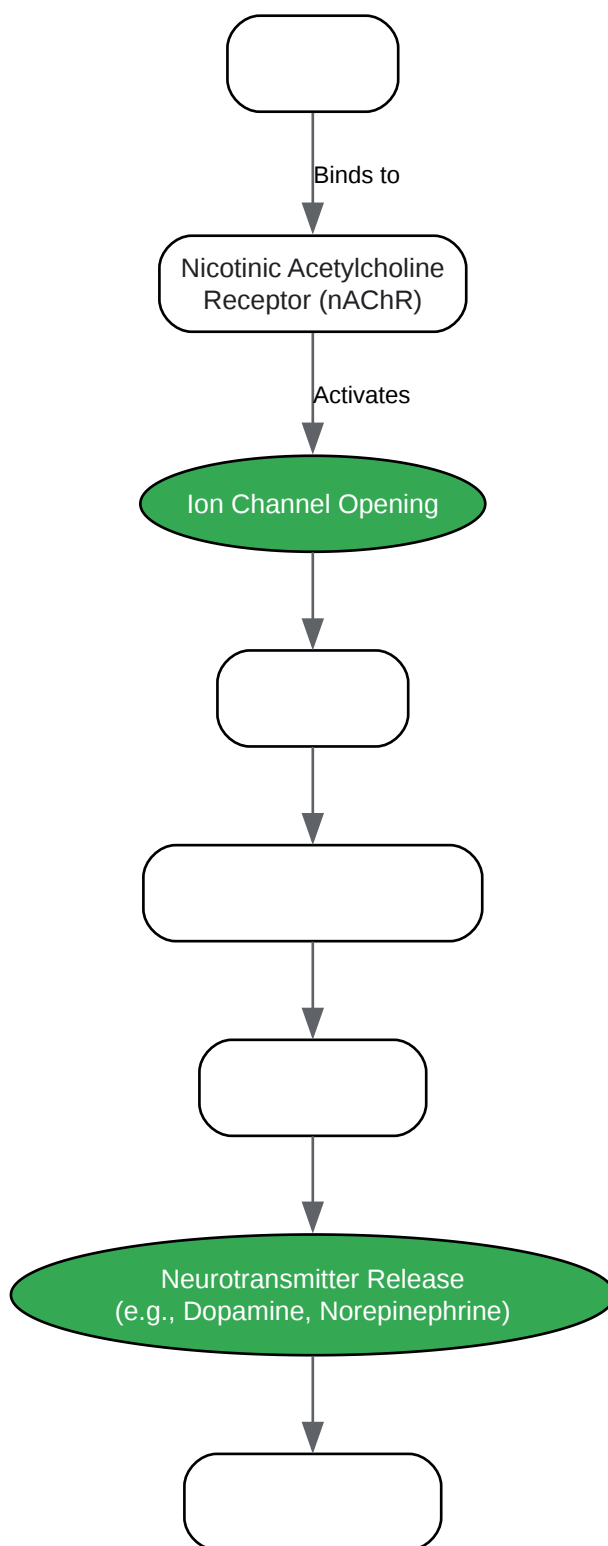 Binds to
Nicotinic Acetylcholine
Receptor (nAChR)
Activates
Ion Channel Opening
Neurotransmitter Release
(e.g., Dopamine, Norepinephrine)